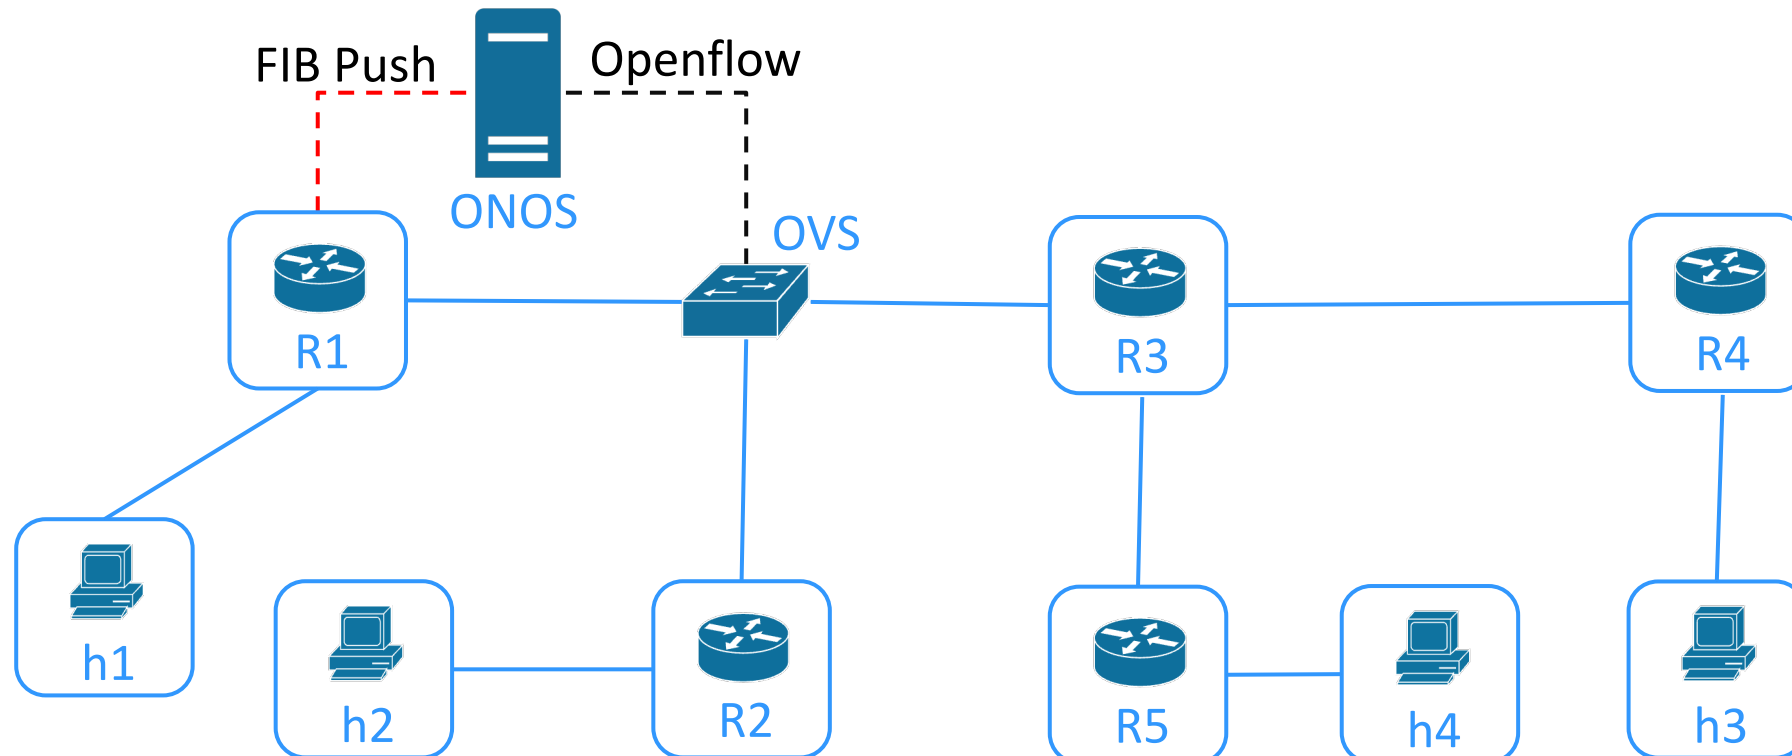 FIB Push
Openflow
ONOS
OVS
R1
R3
R4
h1
h2
R2
R5
h4
h3